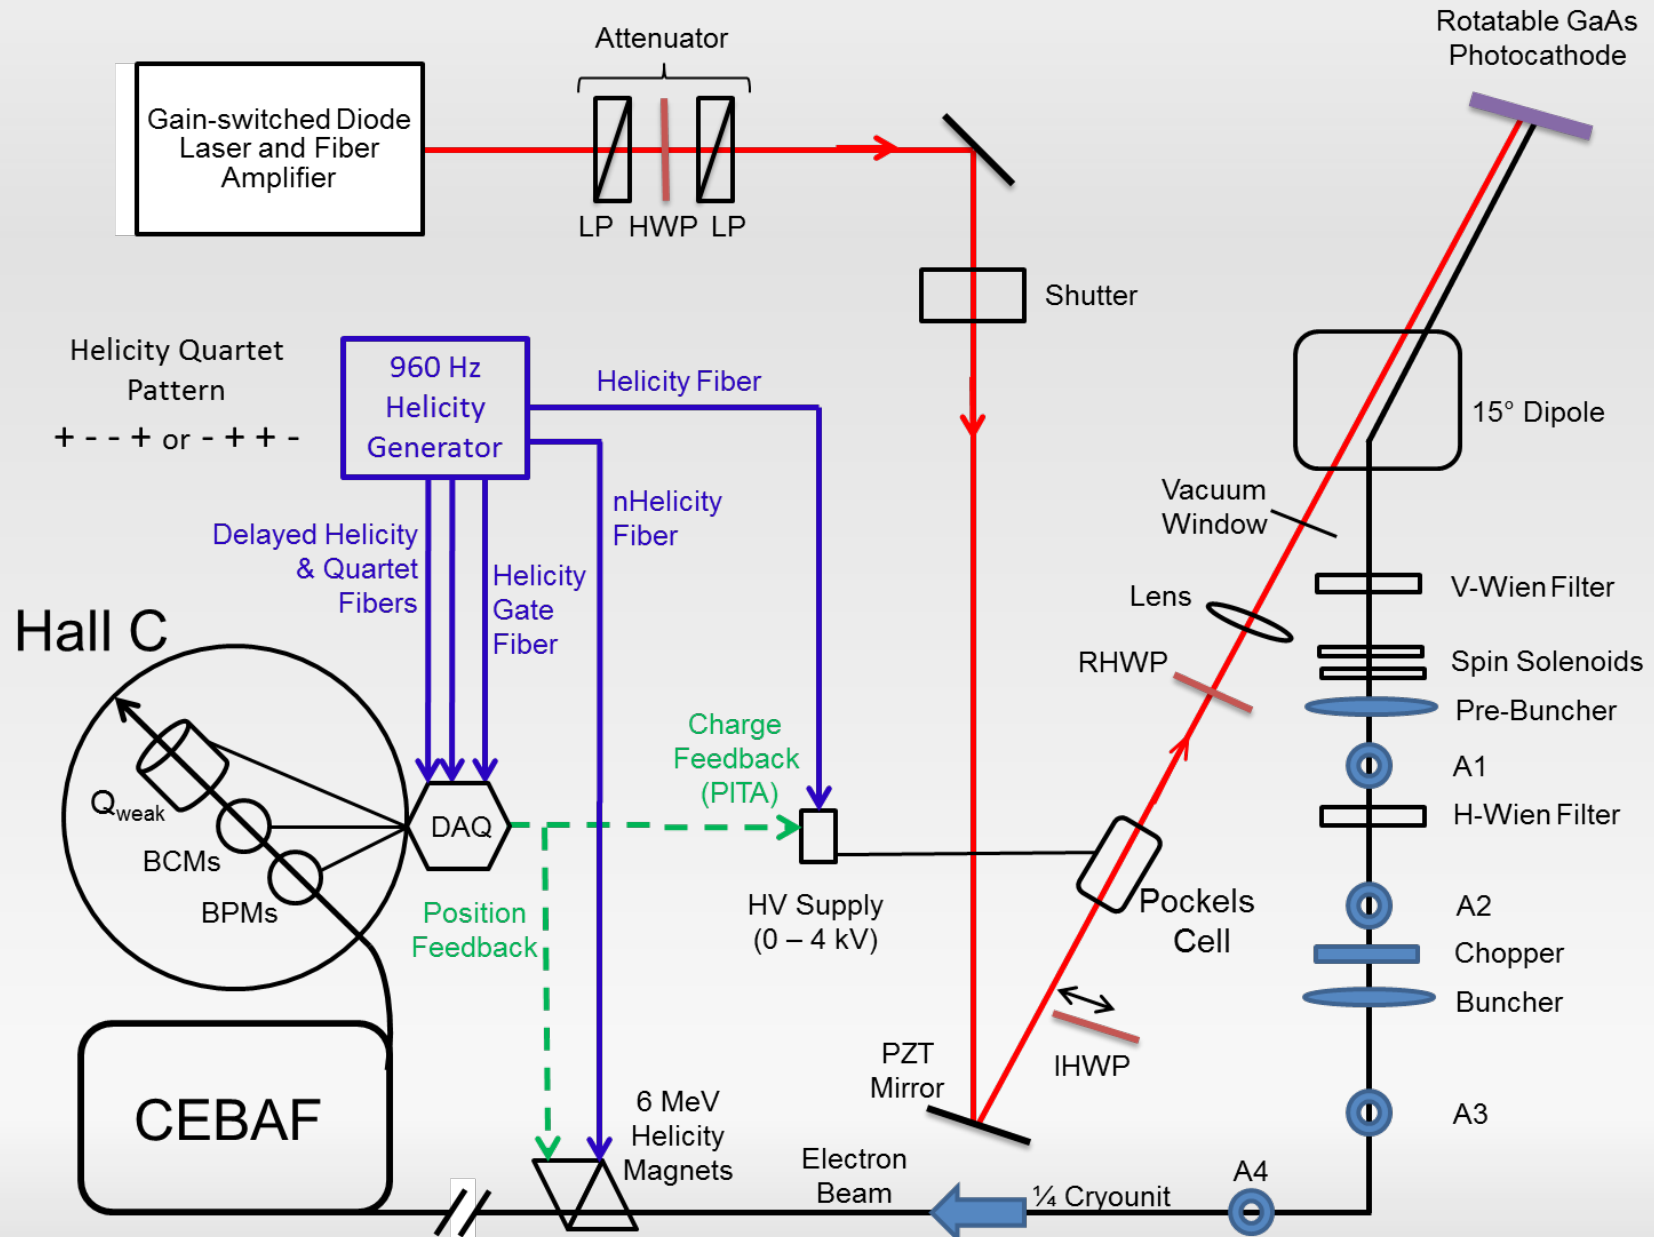 Rotatable GaAs
Photocathode
Attenuator
Gain-switched Diode
Laser and Fiber
Amplifier
LP HWP LP
Shutter
Helicity Quartet
Pattern
+ - - + or - + + -
960 Hz
Helicity
Generator
Helicity Fiber
nHelicity
Fiber
Delayed Helicity
& Quartet
Fibers
Helicity
Gate
Fiber
15° Dipole
Vacuum
Window
Lens
RHWP
V-Wien Filter
Spin Solenoids
Pre-Buncher
A1
H-Wien Filter
A2
Chopper
Buncher
A3
A4
Hall C
Qweak
BCMs
BPMs
DAQ
Charge
Feedback
(PITA)
Position
Feedback
HV Supply
(0 – 4 kV)
Pockels
Cell
IHWP
PZT
Mirror
CEBAF
6 MeV
Helicity
Magnets
Electron
Beam
¼ Cryounit